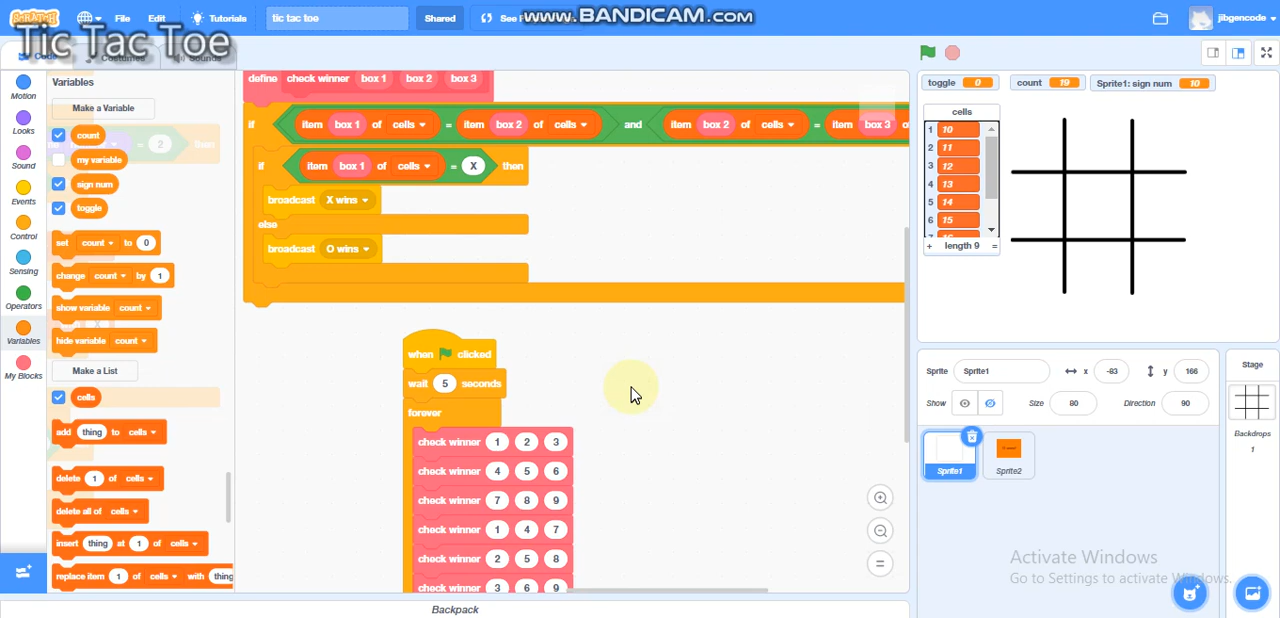 SCRATCH
File
Edit
Tutorials
tic tac toe
Shared
See
www.BANDICAM.com
jibgencode
Tic Tac Toe
Code
Costumes
Sounds
Motion
Looks
Sound
Events
Control
Sensing
Operators
Variables
My Blocks
Variables
Make a Variable
count
my variable
sign num
toggle
set count to 0
change count by 1
show variable count
hide variable count
Make a List
cells
add thing to cells
delete 1 of cells
delete all of cells
insert thing at 1 of cells
replace item 1 of cells with thing
= 2 then
define check winner box 1 box 2 box 3
if item box 1 of cells = item box 2 of cells and item box 2 of cells = item box 3 of
if item box 1 of cells = X then
broadcast X wins
else
broadcast O wins
when clicked
wait 5 seconds
forever
check winner 1 2 3
check winner 4 5 6
check winner 7 8 9
check winner 1 4 7
check winner 2 5 8
check winner 3 6 9
Backpack
toggle 0
count 19
Sprite1: sign num 10
cells
1 10
2 11
3 12
4 13
5 14
6 15
+ length 9 =
Sprite Sprite1 x -83 y 166
Show Size 80 Direction 90
Sprite1
Sprite2
Stage
Backdrops
1
Activate Windows
Go to Settings to activate Windows.